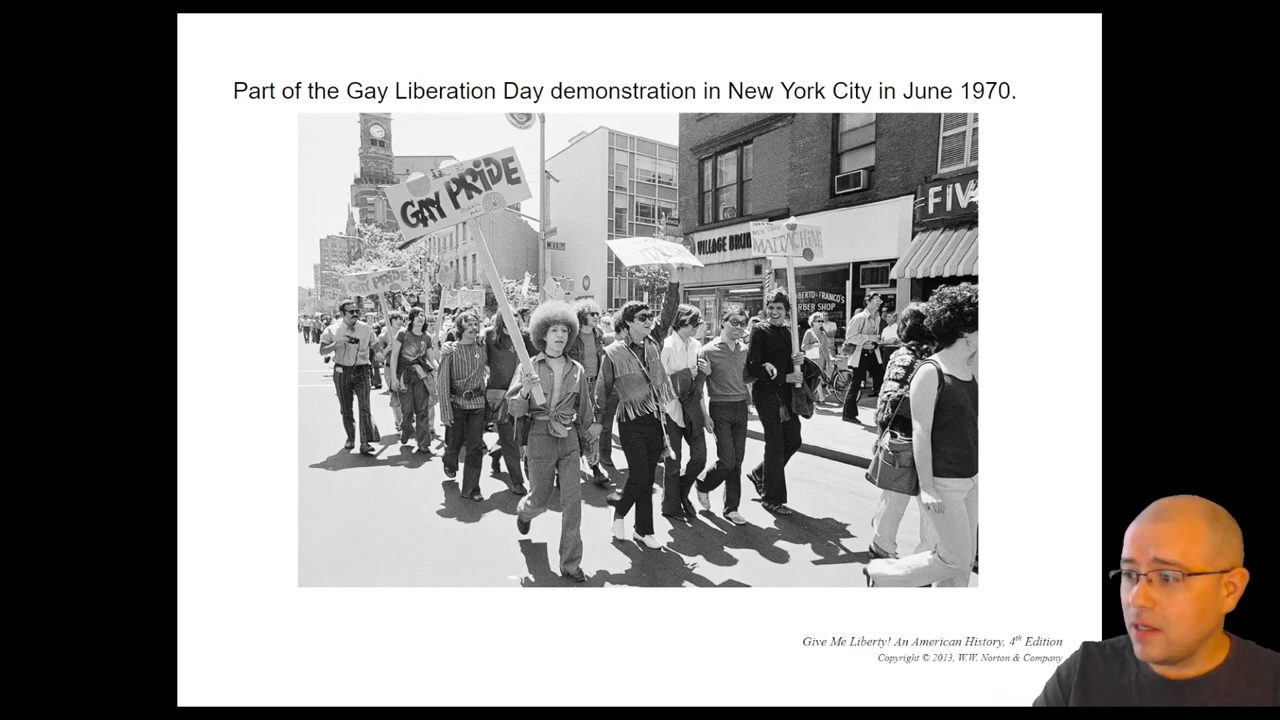 Part of the Gay Liberation Day demonstration in New York City in June 1970.
GAY PRIDE
GAY PRIDE
VILLAGE
MATTACHINE
FIV
BARBER SHOP
Give Me Liberty! An American History, 4th Edition
Copyright © 2013, W.W. Norton & Company